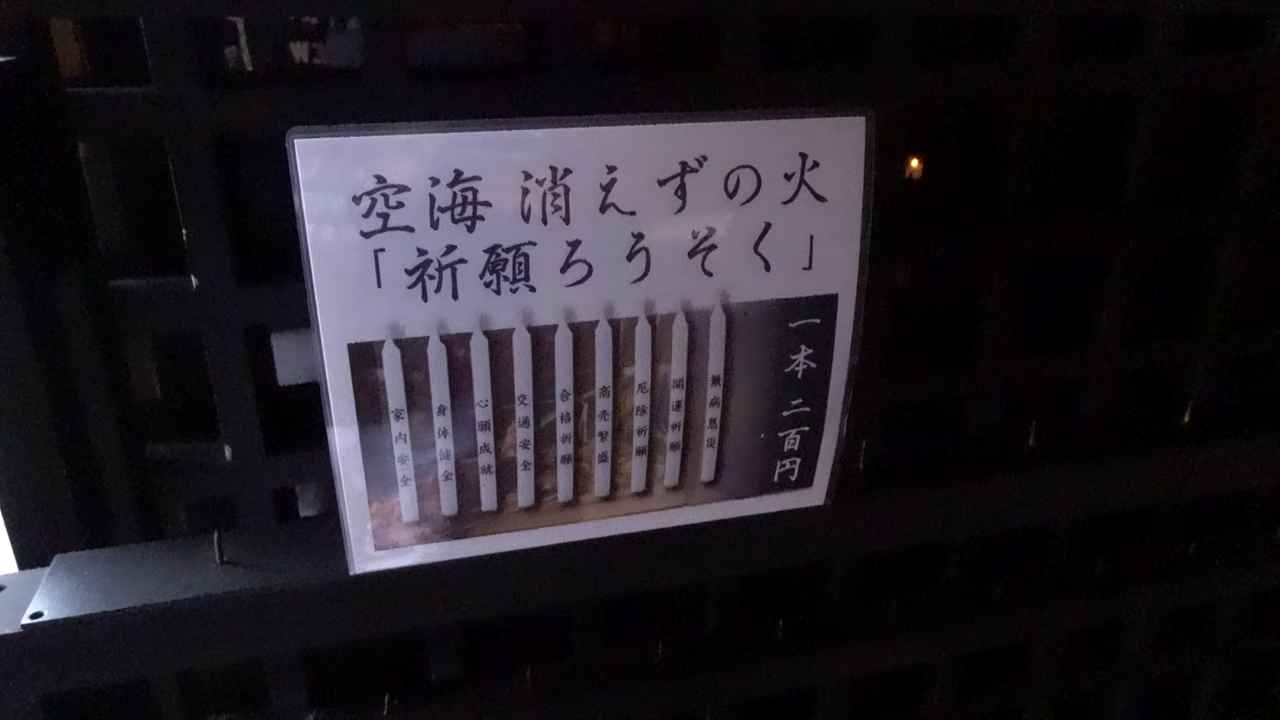 空海 消えずの火
「祈願ろうそく」
一本 二百円
無病息災
開運祈願
厄除祈願
商売繁盛
合格祈願
交通安全
心願成就
身体健全
家内安全